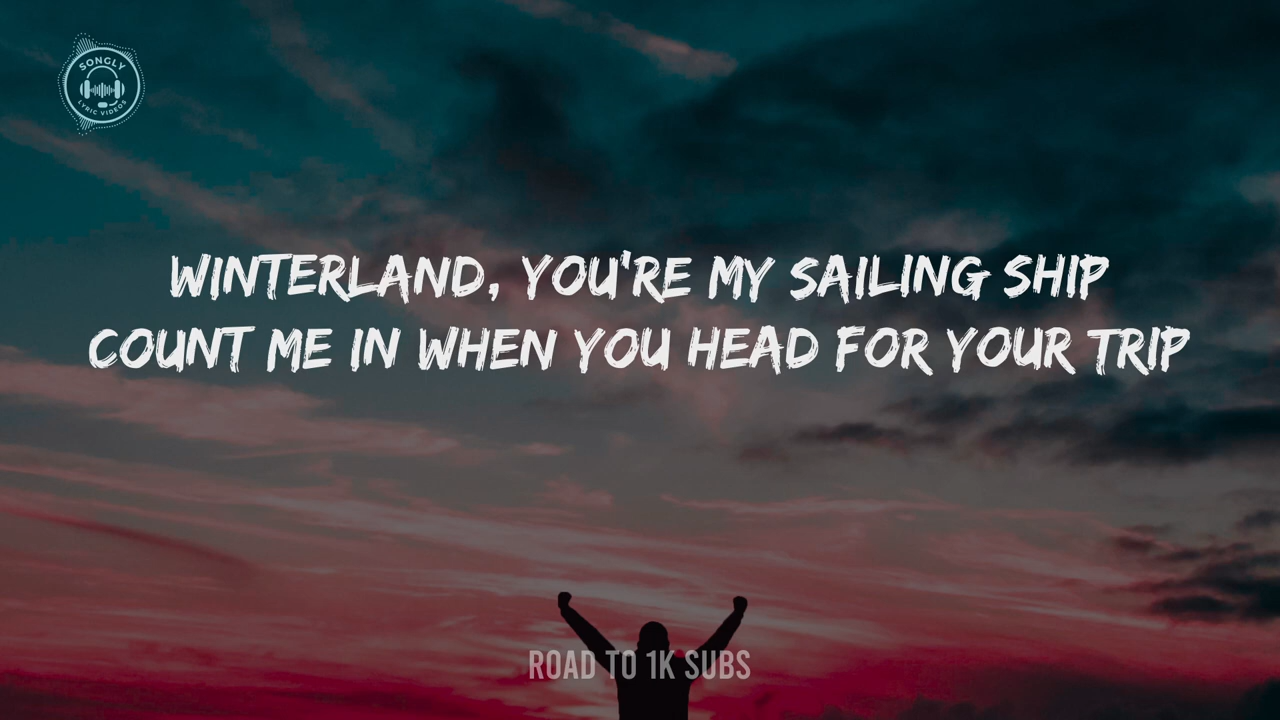 SONGLY
LYRIC VIDEOS
WINTERLAND, YOU'RE MY SAILING SHIP
COUNT ME IN WHEN YOU HEAD FOR YOUR TRIP
ROAD TO 1K SUBS